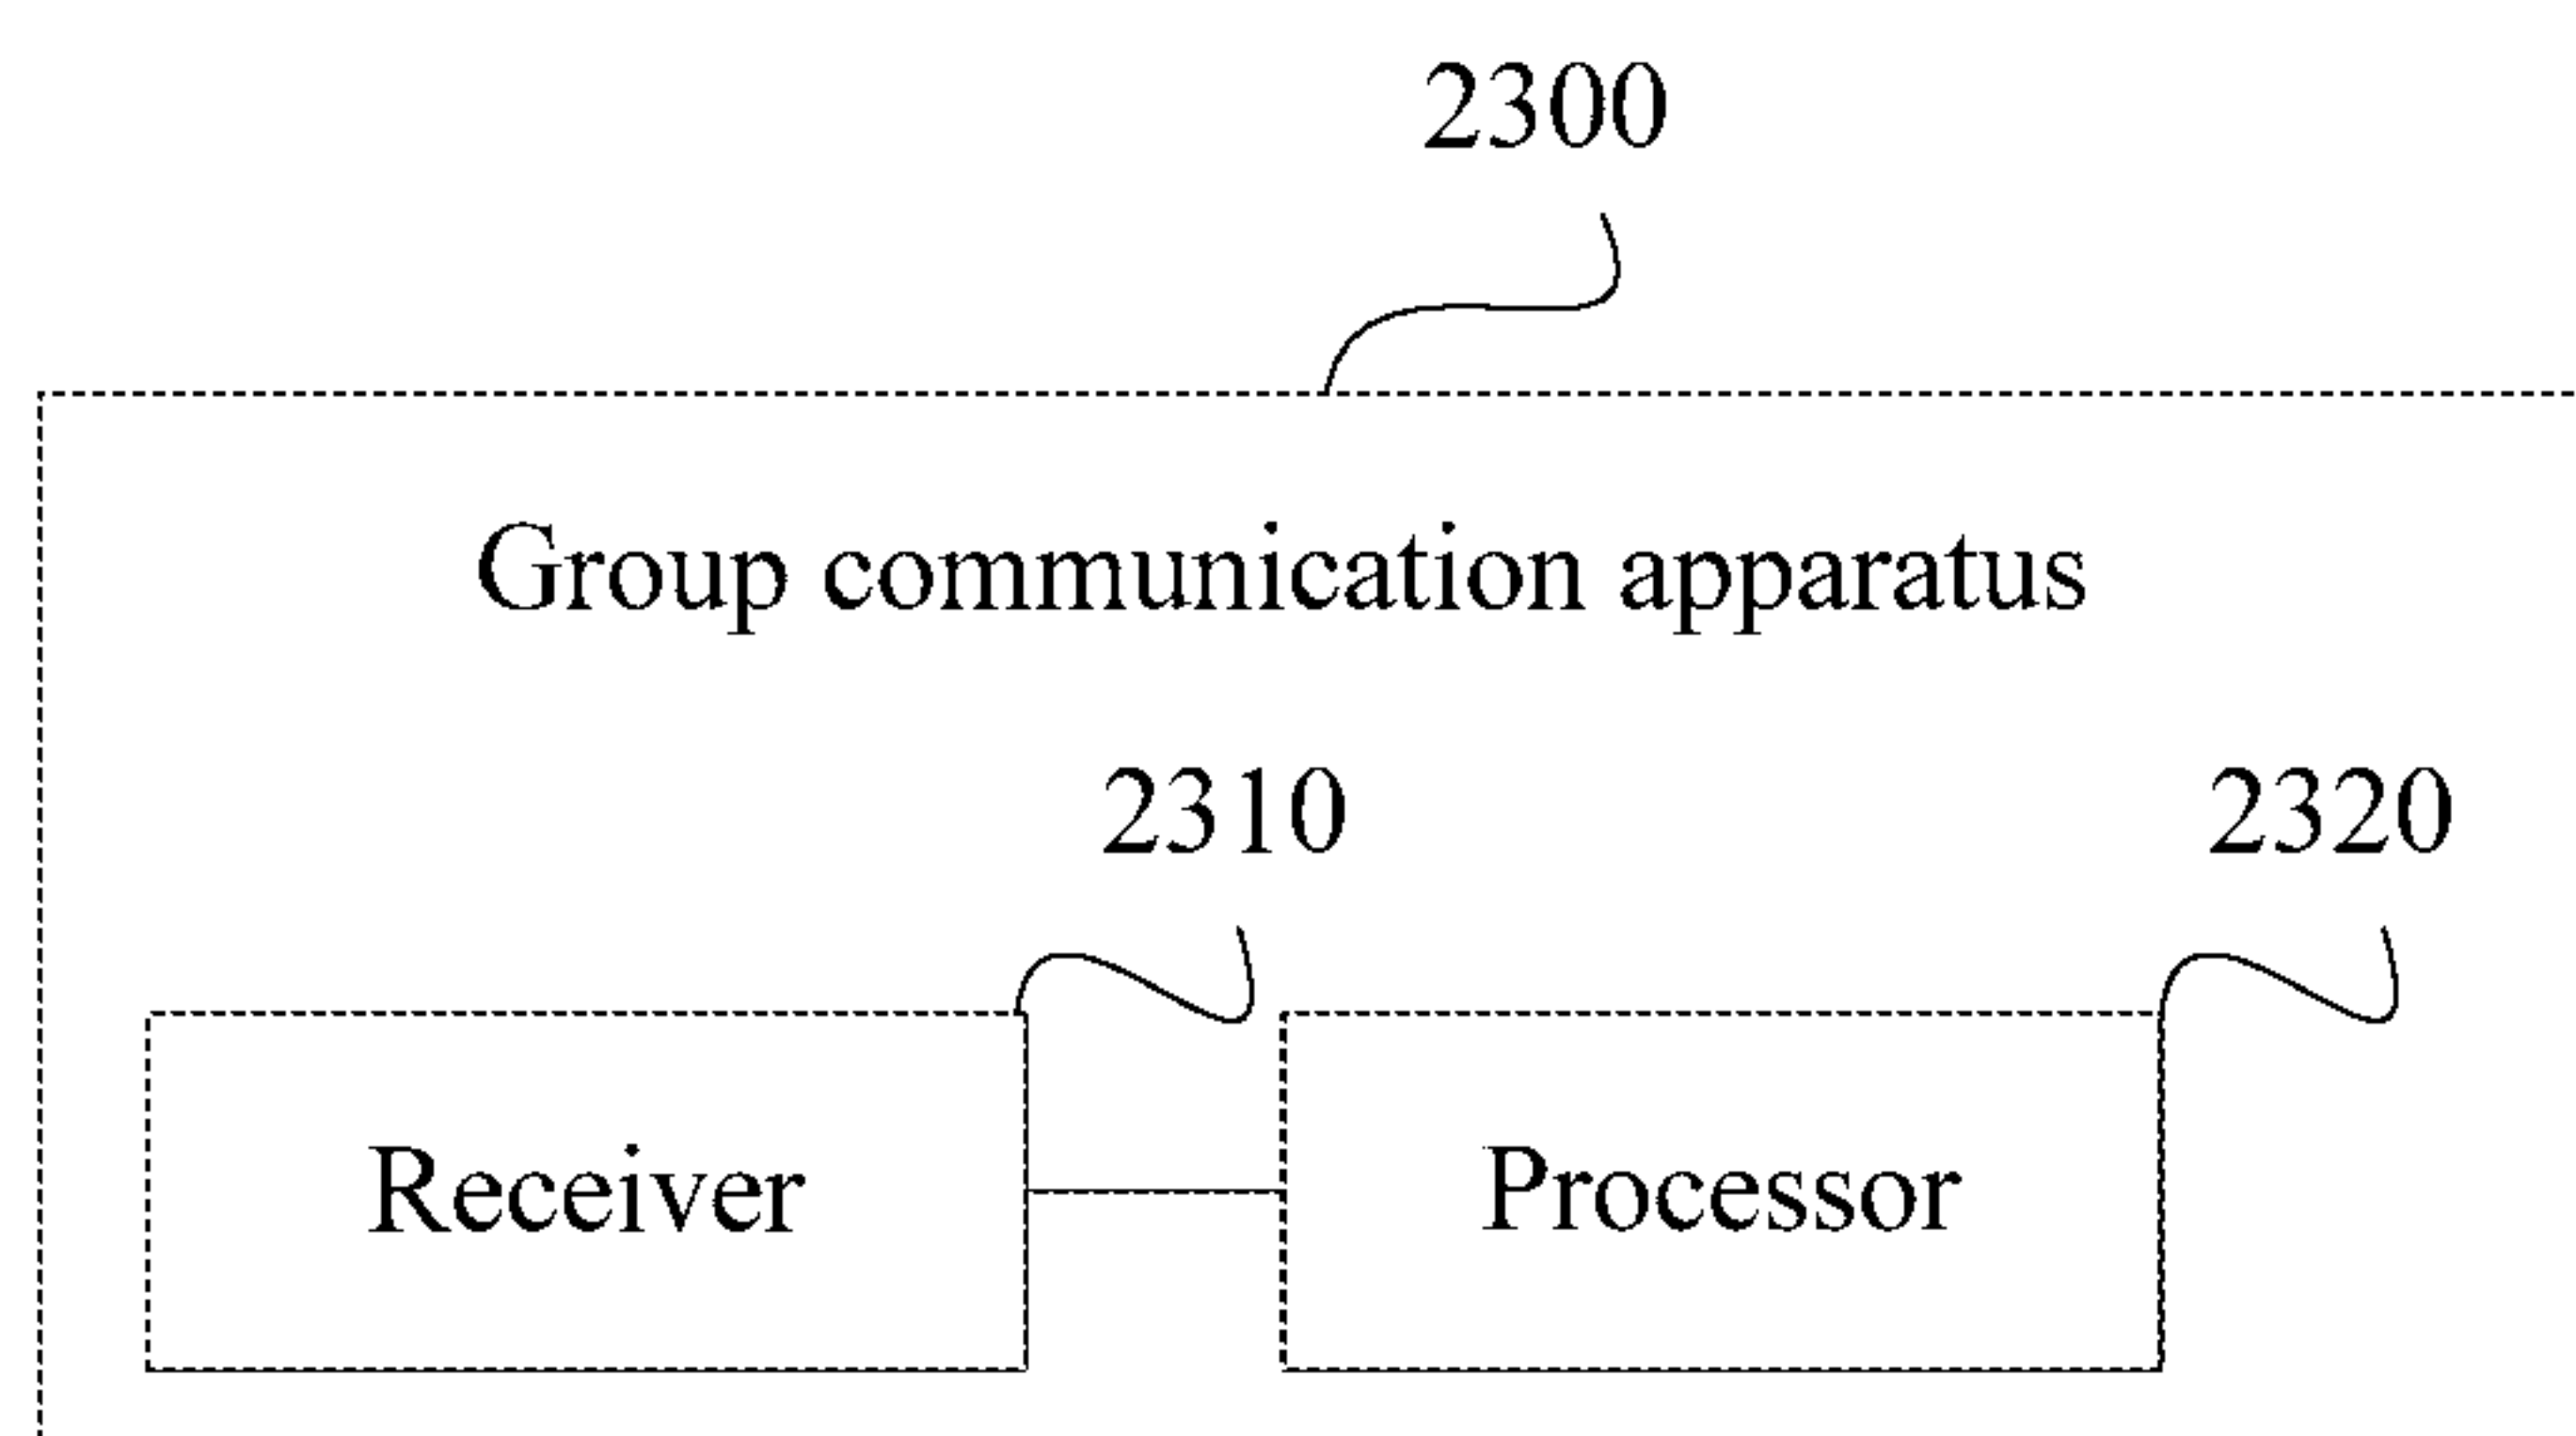 2300
Group communication apparatus
2310
2320
Receiver
Processor